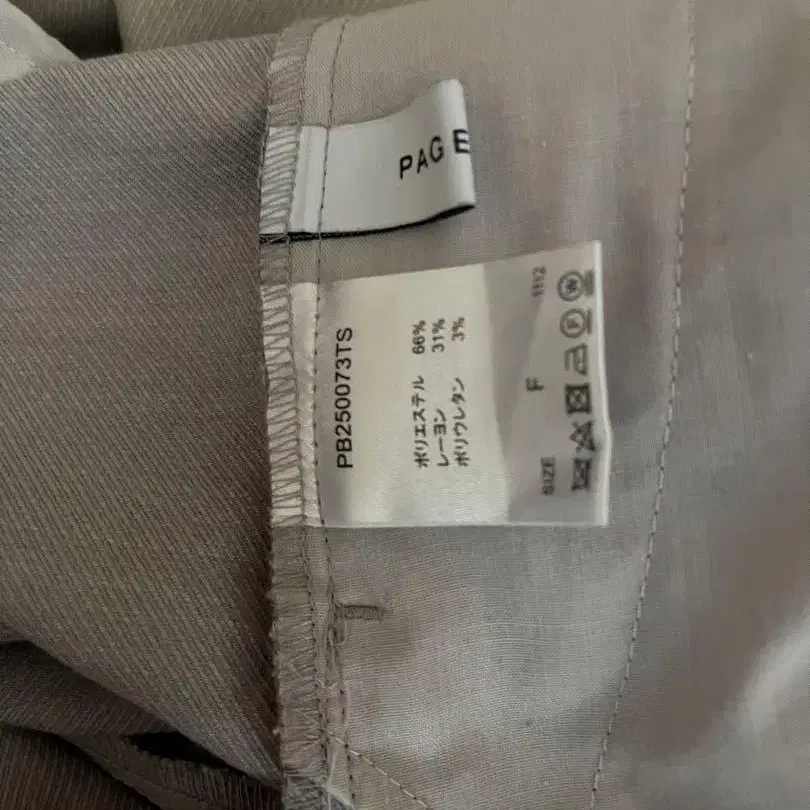 PAGE
PB250073TS
ポリエステル 66%
レーヨン 31%
ポリウレタン 3%
SIZE F 1112